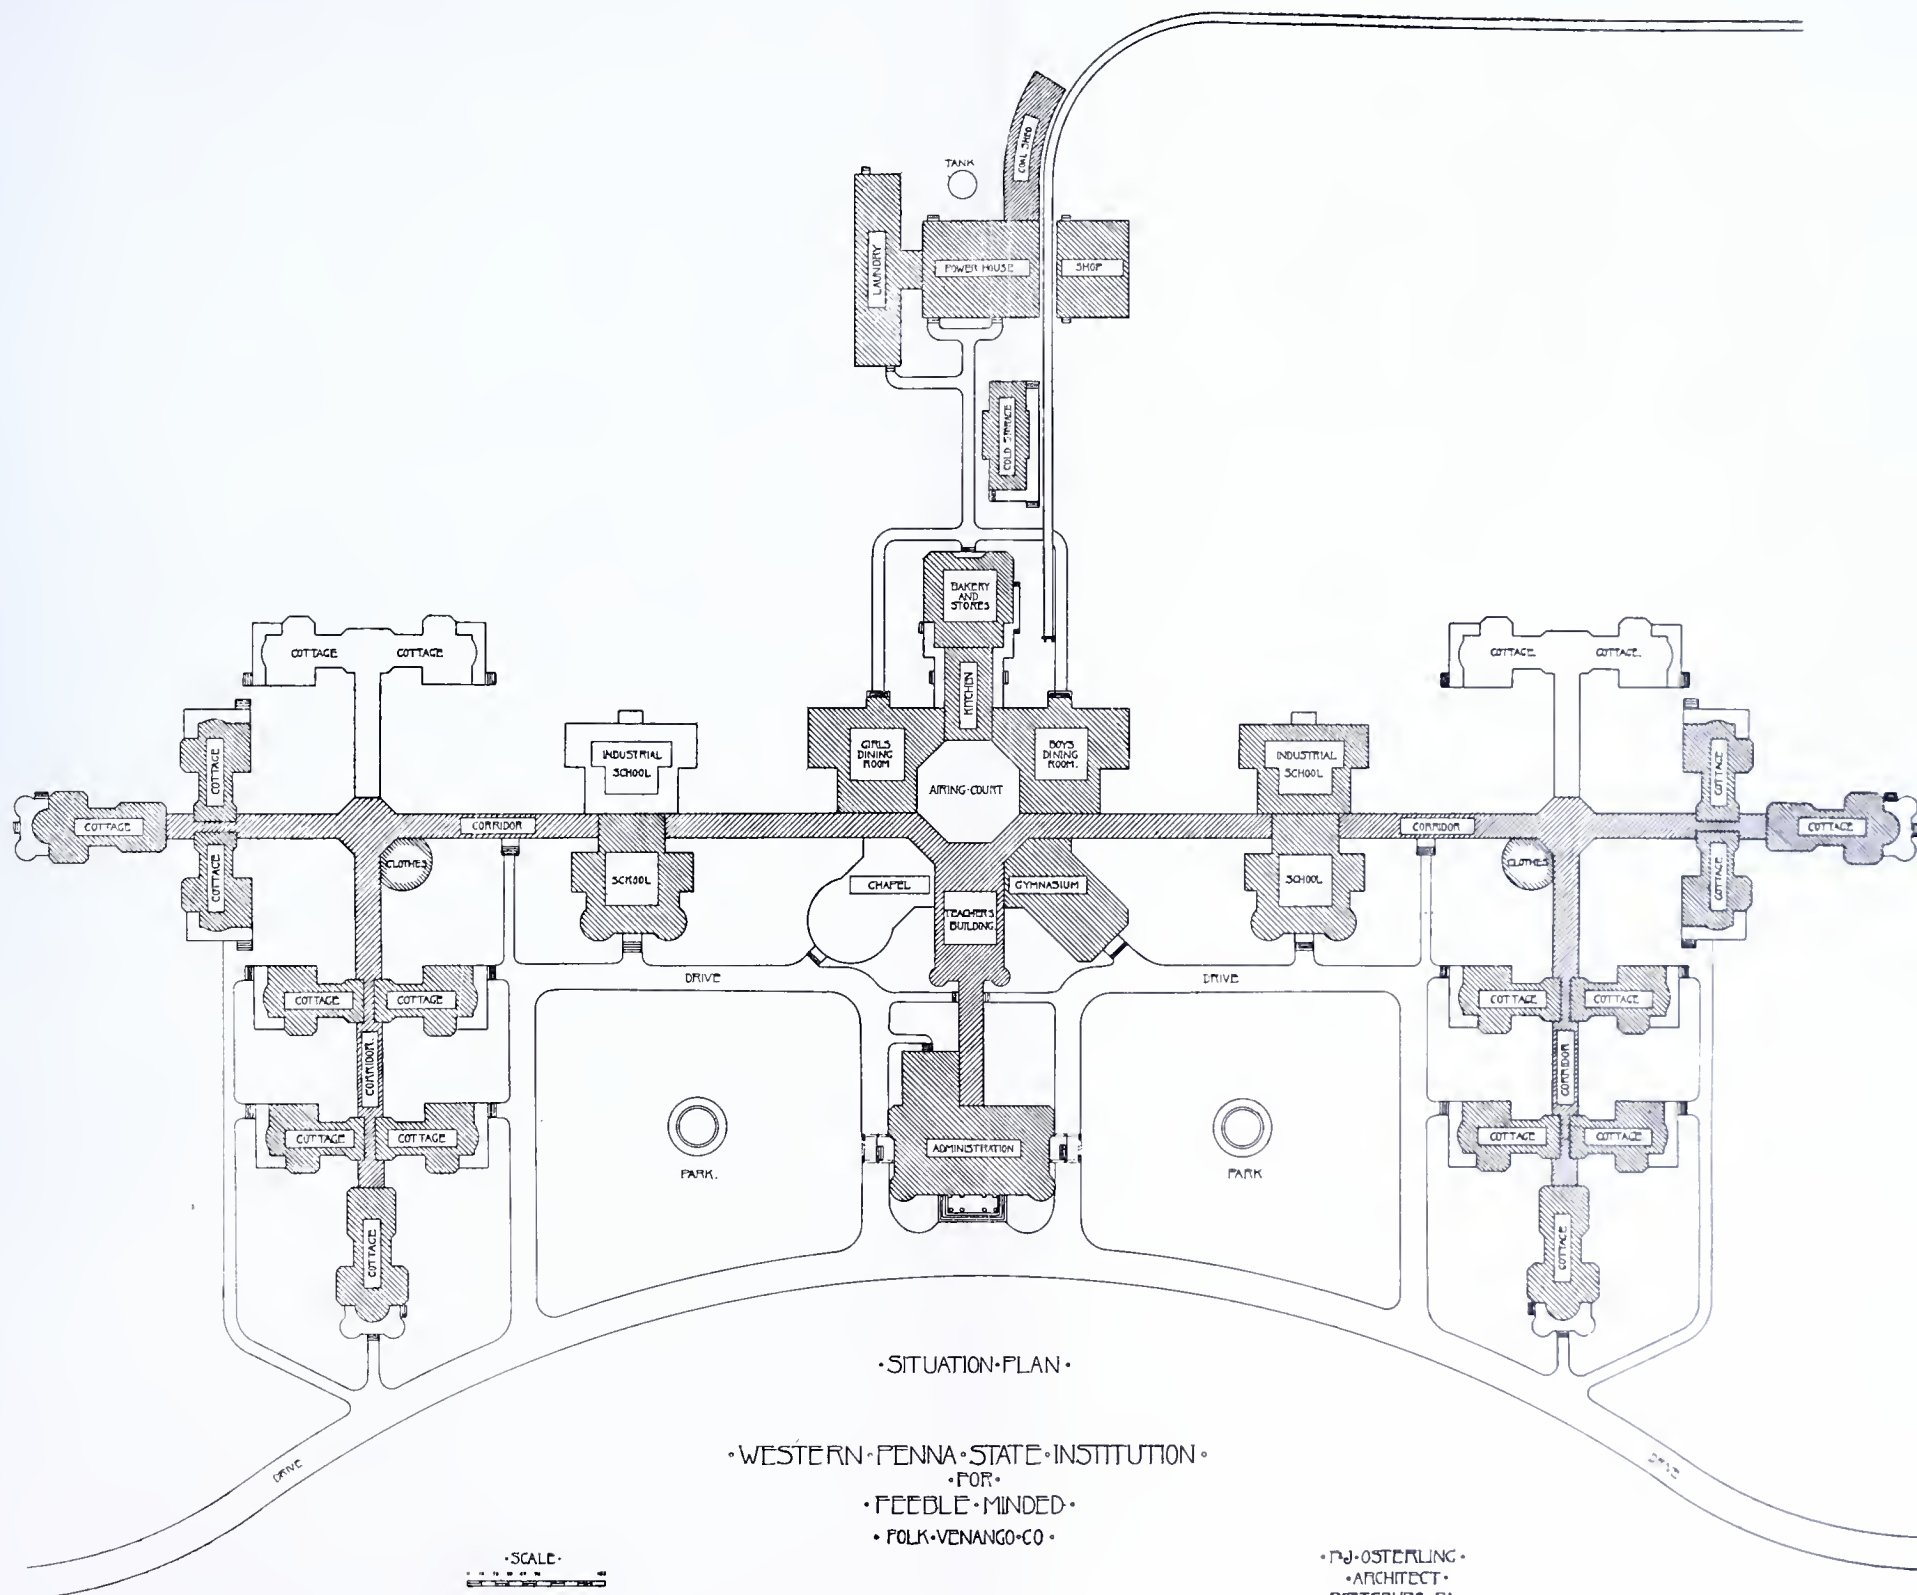 COAL SHED
TANK
LAUNDRY
POWER HOUSE
SHOP
COLD STORAGE
BAKERY
AND
STORES
KITCHEN
COTTAGE
COTTAGE
COTTAGE
COTTAGE
COTTAGE
INDUSTRIAL
SCHOOL
GIRLS
DINING
ROOM
BOYS
DINING
ROOM.
INDUSTRIAL
SCHOOL
COTTAGE
AIRING·COURT
COTTAGE
CORRIDOR
CORRIDOR
COTTAGE
CLOTHES
CLOTHES
COTTAGE
SCHOOL
CHAPEL
GYMNASIUM
SCHOOL
COTTAGE
TEACHERS
BUILDING
DRIVE
DRIVE
COTTAGE
COTTAGE
COTTAGE
COTTAGE
CORRIDOR.
CORRIDOR
COTTAGE
COTTAGE
COTTAGE
COTTAGE
ADMINISTRATION
PARK.
PARK
COTTAGE
COTTAGE
·SITUATION·PLAN·
·WESTERN·PENNA·STATE·INSTITUTION·
·FOR·
·FEEBLE·MINDED·
DRIVE
DRIVE
·POLK·VENANGO·CO·
·SCALE·
·F·J·OSTERLING·
·ARCHITECT·